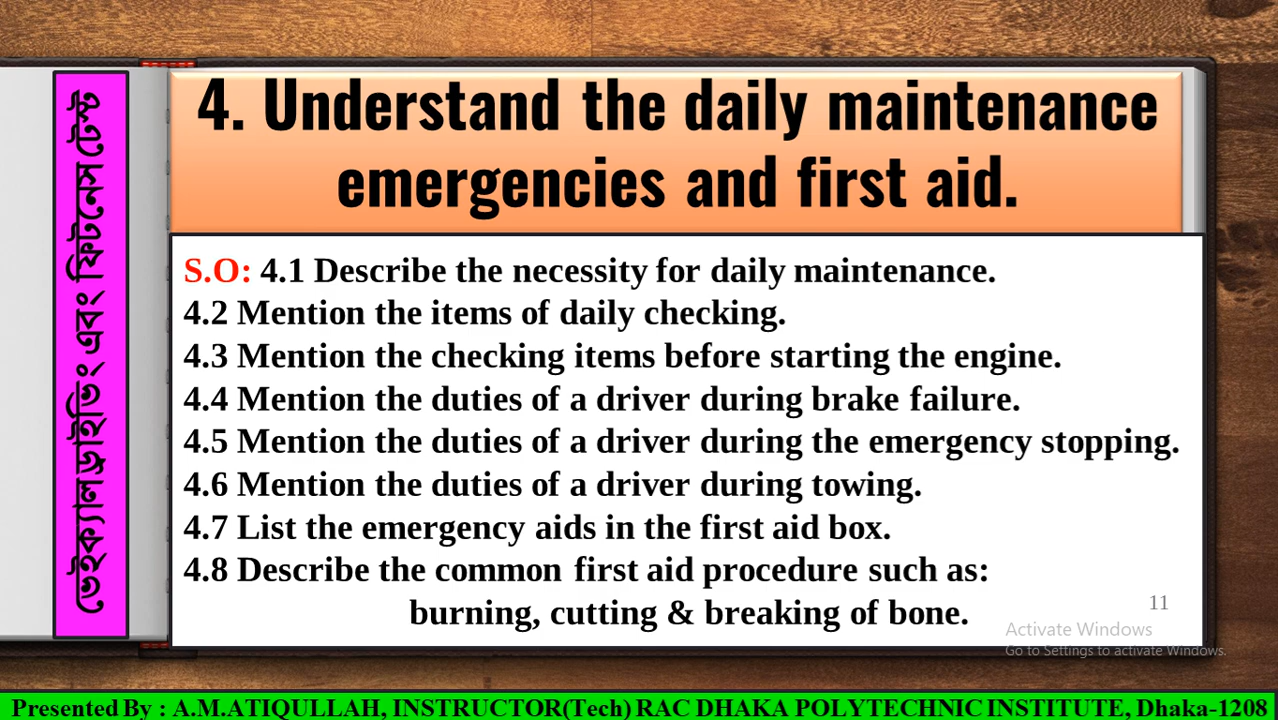 ভেইক্যাল ড্রাইভিং এবং ফিটনেস টেস্ট
4. Understand the daily maintenance
emergencies and first aid.
S.O: 4.1 Describe the necessity for daily maintenance.
4.2 Mention the items of daily checking.
4.3 Mention the checking items before starting the engine.
4.4 Mention the duties of a driver during brake failure.
4.5 Mention the duties of a driver during the emergency stopping.
4.6 Mention the duties of a driver during towing.
4.7 List the emergency aids in the first aid box.
4.8 Describe the common first aid procedure such as:
burning, cutting & breaking of bone.
11
Activate Windows
Go to Settings to activate Windows.
Presented By : A.M.ATIQULLAH, INSTRUCTOR(Tech) RAC DHAKA POLYTECHNIC INSTITUTE, Dhaka-1208